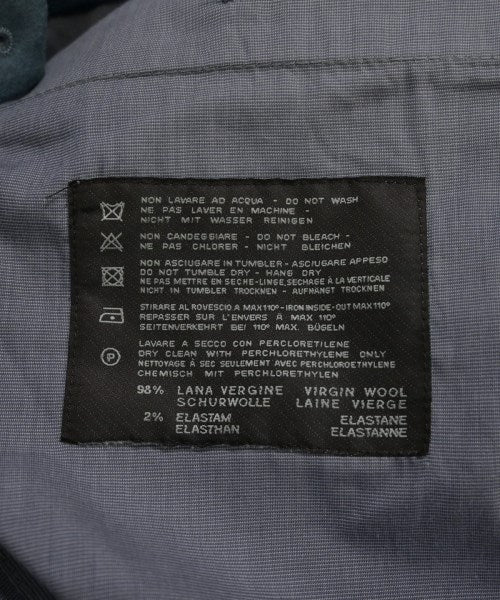 NON LAVARE AD ACQUA - DO NOT WASH
NE PAS LAVER EN MACHINE -
NICHT MIT WASSER REINIGEN
NON CANDEGGIARE - DO NOT BLEACH -
NE PAS CHLORER - NICHT BLEICHEN
NON ASCIUGARE IN TUMBLER - ASCIUGARE APPESO
DO NOT TUMBLE DRY - HANG DRY
NE PAS METTRE EN SECHE-LINGE, SECHAGE A LA VERTICALE
NICHT IN TUMBLER TROCKNEN - AUFHANGT TROCKNEN
STIRARE AL ROVESCIO A MAX 110° - IRON INSIDE-OUT MAX 110°
REPASSER SUR L'ENVERS À MAX 110°
SEITENVERKEHRT BEI 110° MAX. BÜGELN
P
LAVARE A SECCO CON PERCLORETILENE
DRY CLEAN WITH PERCHLORETHYLENE ONLY
NETTOYAGE À SEC SEULEMENT AVEC PERCHLOROETHYLENE
CHEMISCH MIT PERCHLORETHYLEN
98% LANA VERGINE VIRGIN WOOL
SCHURWOLLE LAINE VIERGE
2% ELASTAM ELASTANE
ELASTHAN ELASTANNE